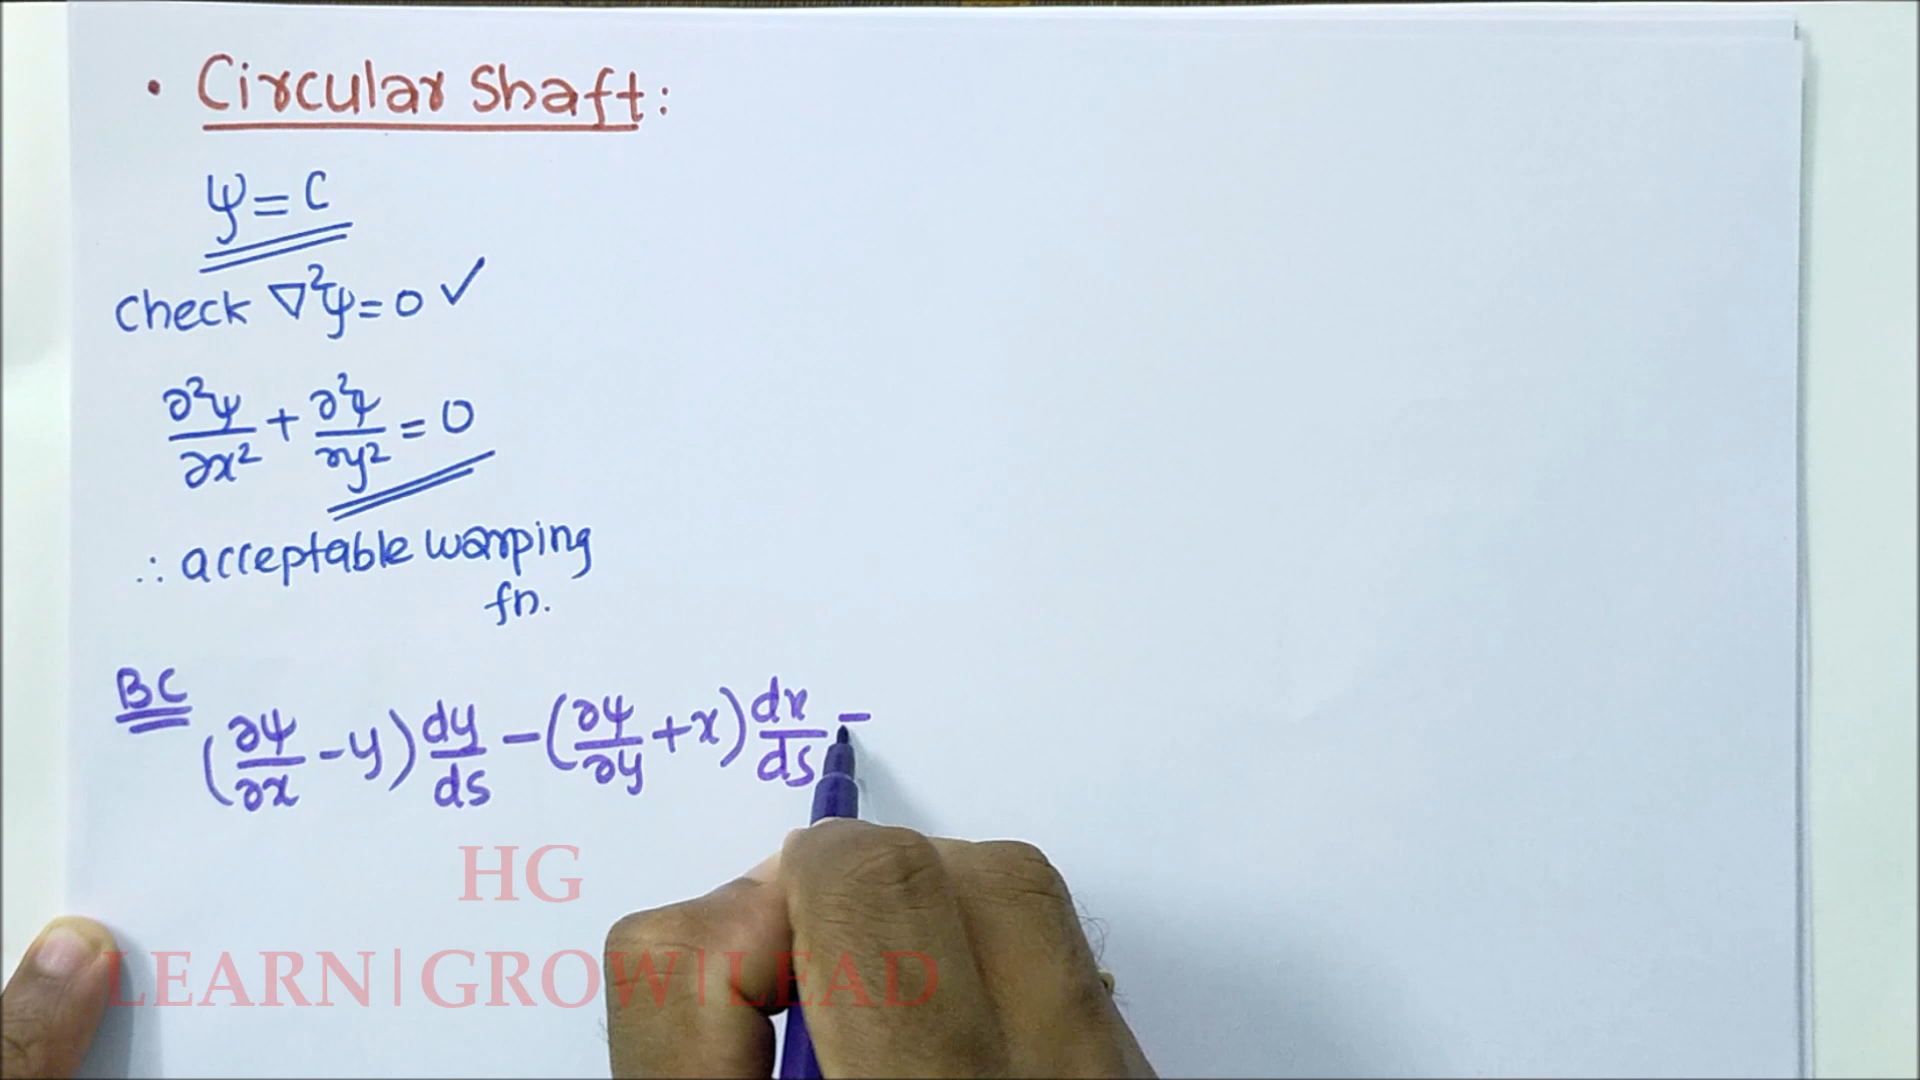 • Circular Shaft:
ψ = C
Check ∇²ψ = 0 ✓
∂²ψ/∂x² + ∂²ψ/∂y² = 0
∴ acceptable warping
fn.
BC
(∂ψ/∂x - y) dy/ds - (∂ψ/∂y + x) dx/ds -
HG
LEARN|GROW|LEAD